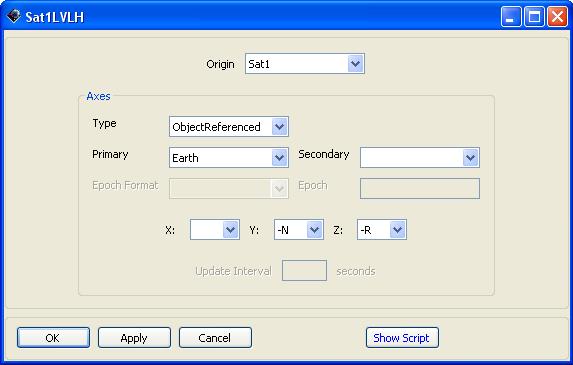 Sat1LVLH
Origin Sat1
Axes
Type ObjectReferenced
Primary Earth Secondary
Epoch Format Epoch
X: Y: -N Z: -R
Update Interval seconds
OK Apply Cancel Show Script